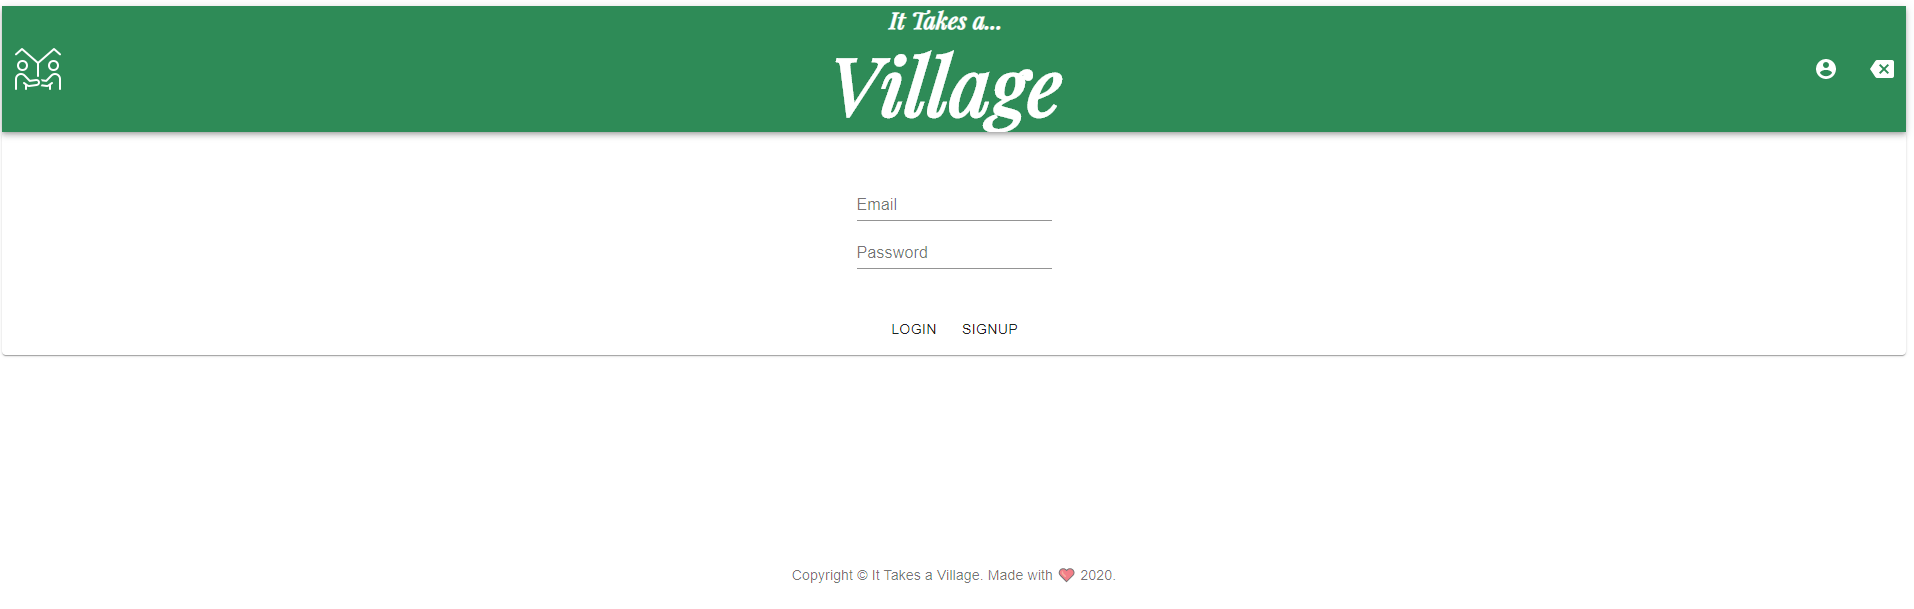 It Takes a...
Village
Email
Password
LOGIN SIGNUP
Copyright © It Takes a Village. Made with ❤ 2020.